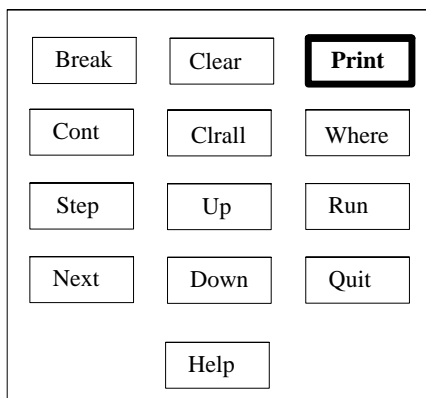 Break Clear Print
Cont Clrall Where
Step Up Run
Next Down Quit
Help